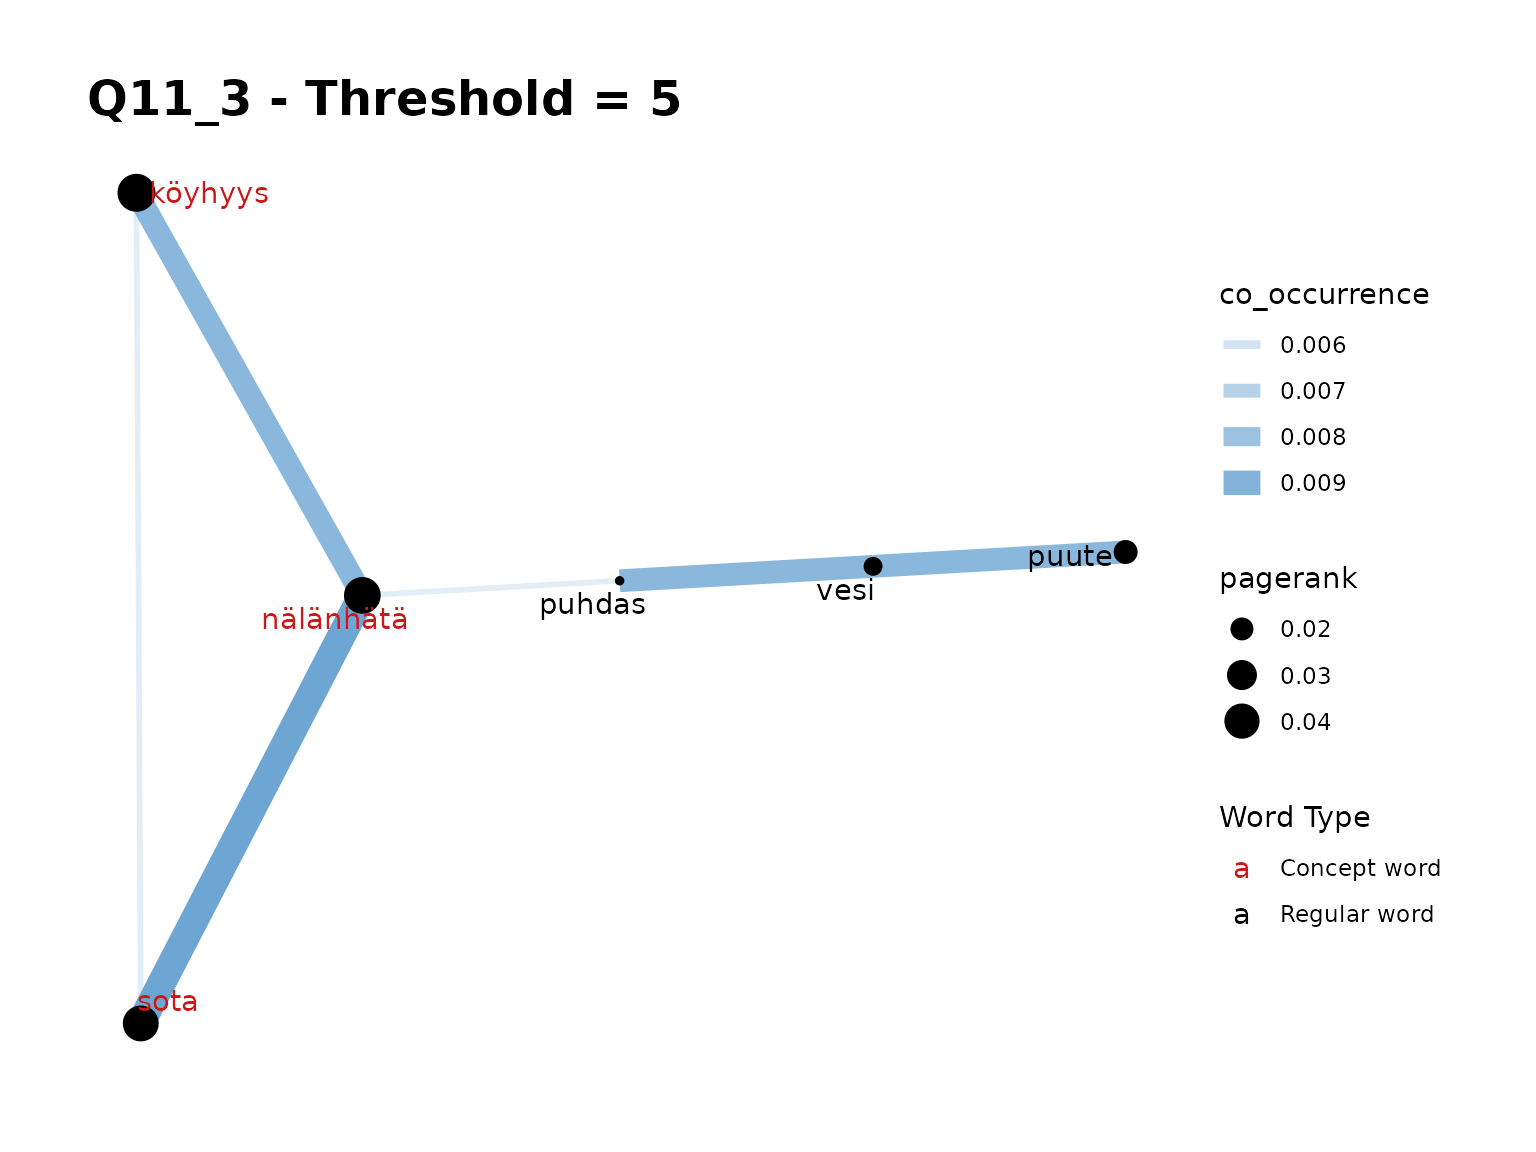 Q11_3 - Threshold = 5
köyhyys
nälänhätä
puhdas
vesi
puute
sota
co_occurrence
0.006
0.007
0.008
0.009
pagerank
0.02
0.03
0.04
Word Type
a Concept word
a Regular word